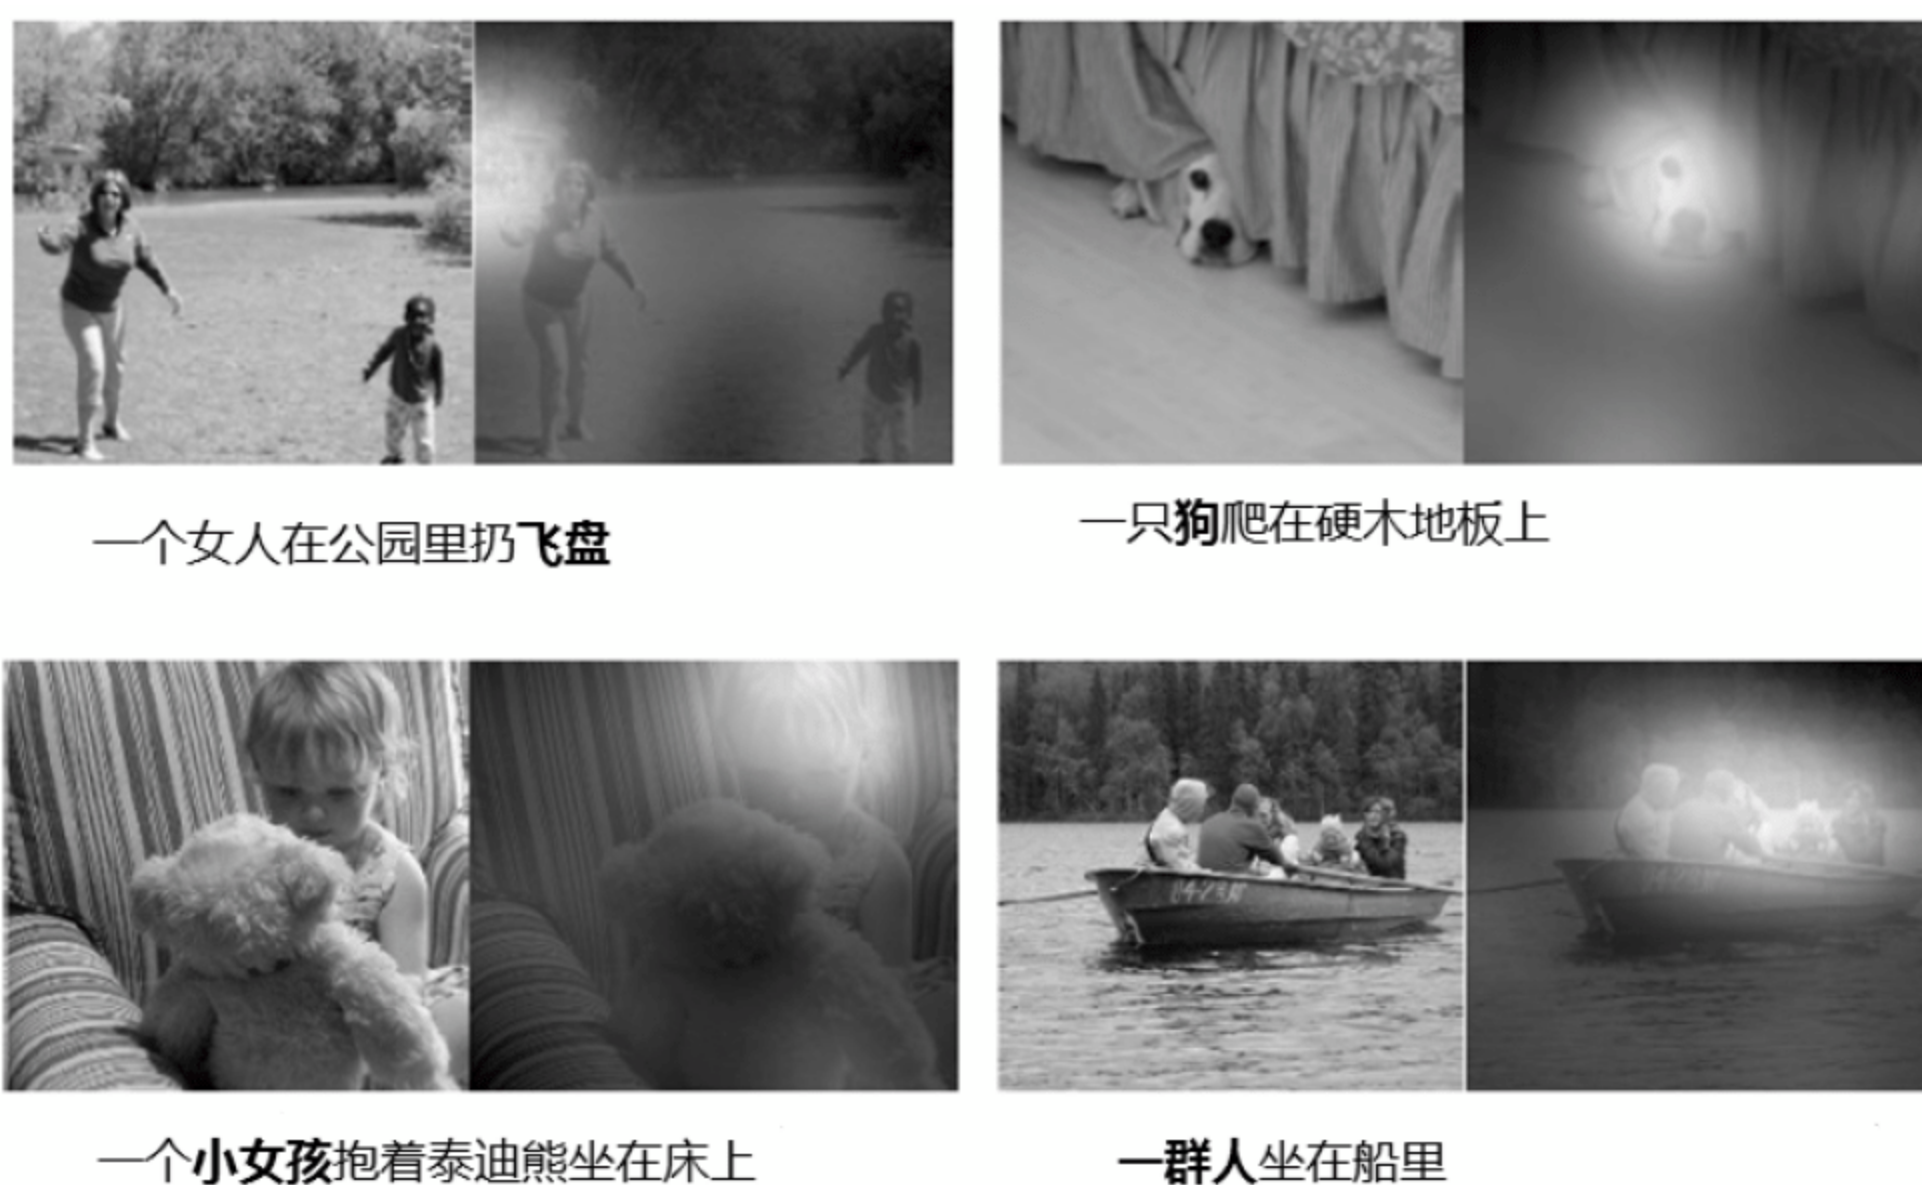 一个女人在公园里扔飞盘
一只狗爬在硬木地板上
一个小女孩抱着泰迪熊坐在床上
一群人坐在船里